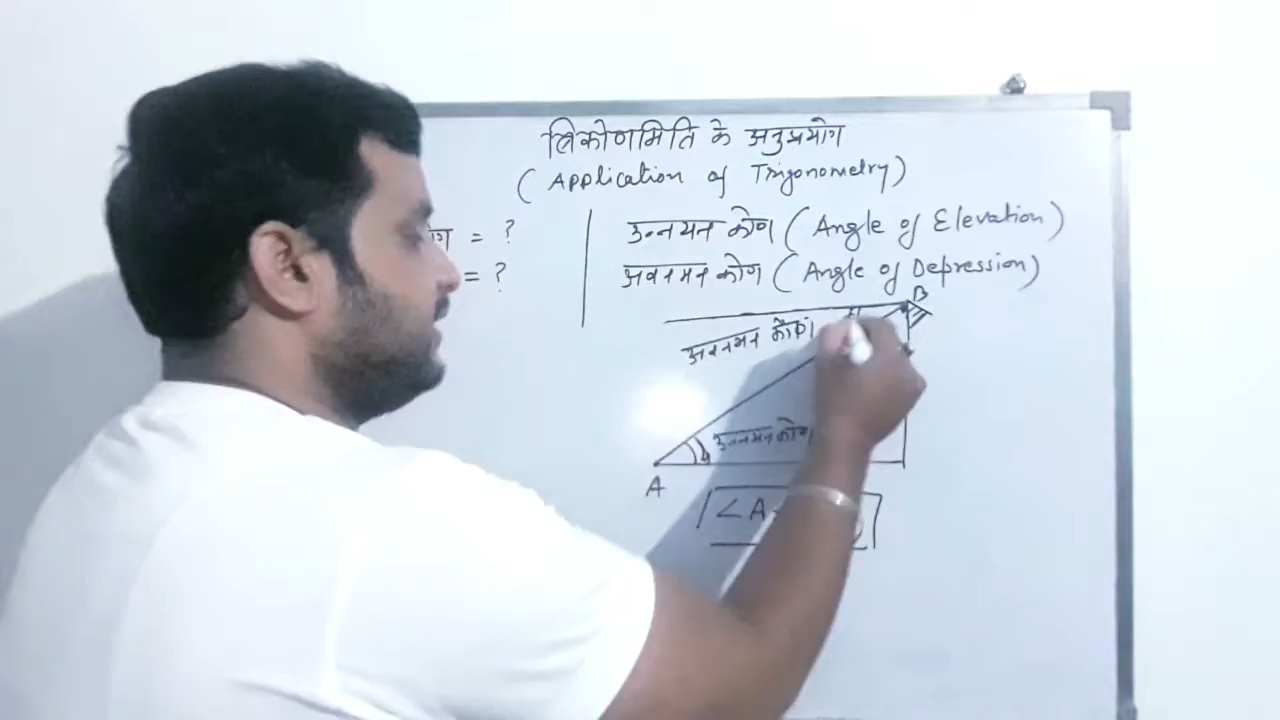 त्रिकोणमिति के अनुप्रयोग
(Application of Trigonometry)
= ?
= ?
उन्नयन कोण (Angle of Elevation)
अवनमन कोण (Angle of Depression)
B
अवनमन कोण
उन्नयन कोण
A
∠A